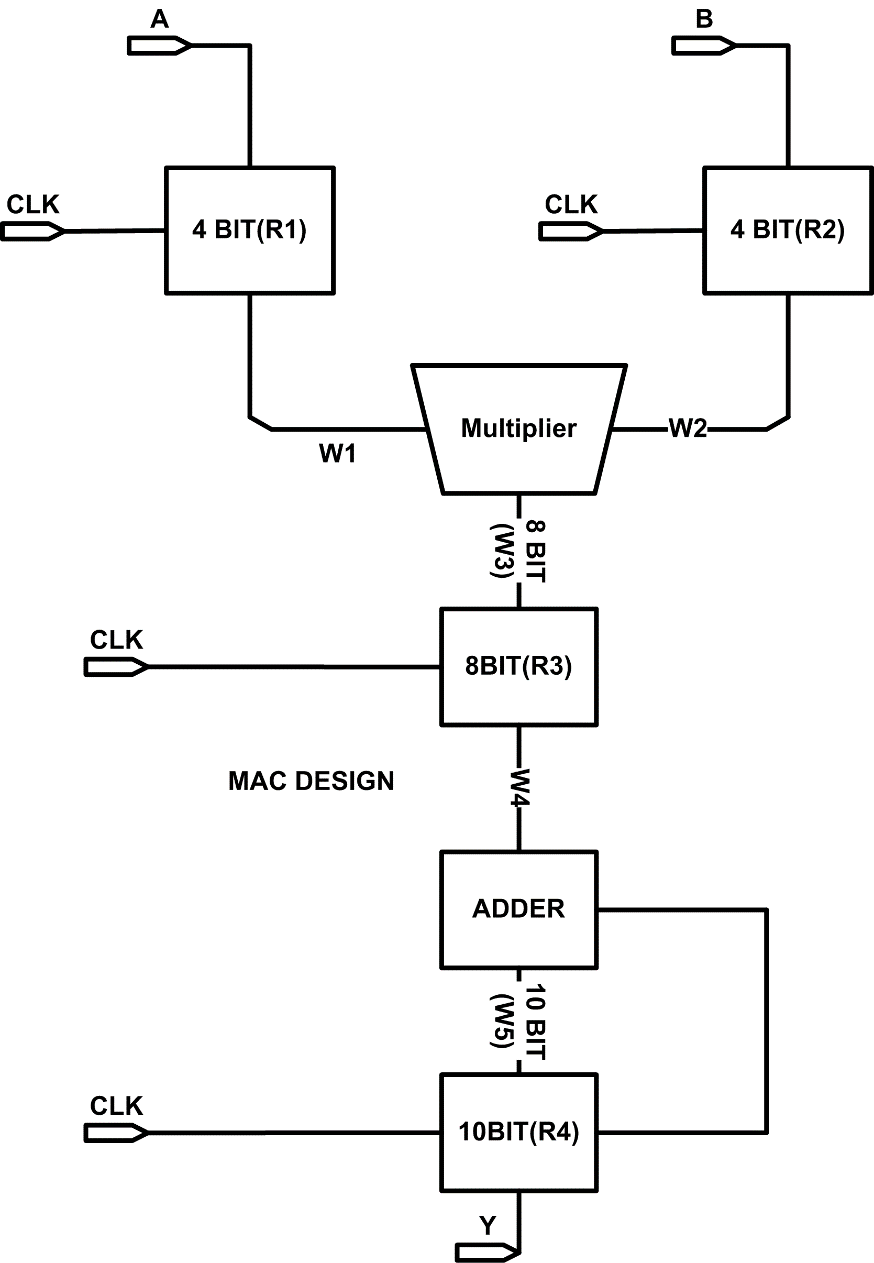 A
B
CLK
4 BIT(R1)
CLK
4 BIT(R2)
Multiplier
W1
W2
8 BIT
(W3)
CLK
8BIT(R3)
MAC DESIGN
W4
ADDER
10 BIT
(W5)
CLK
10BIT(R4)
Y